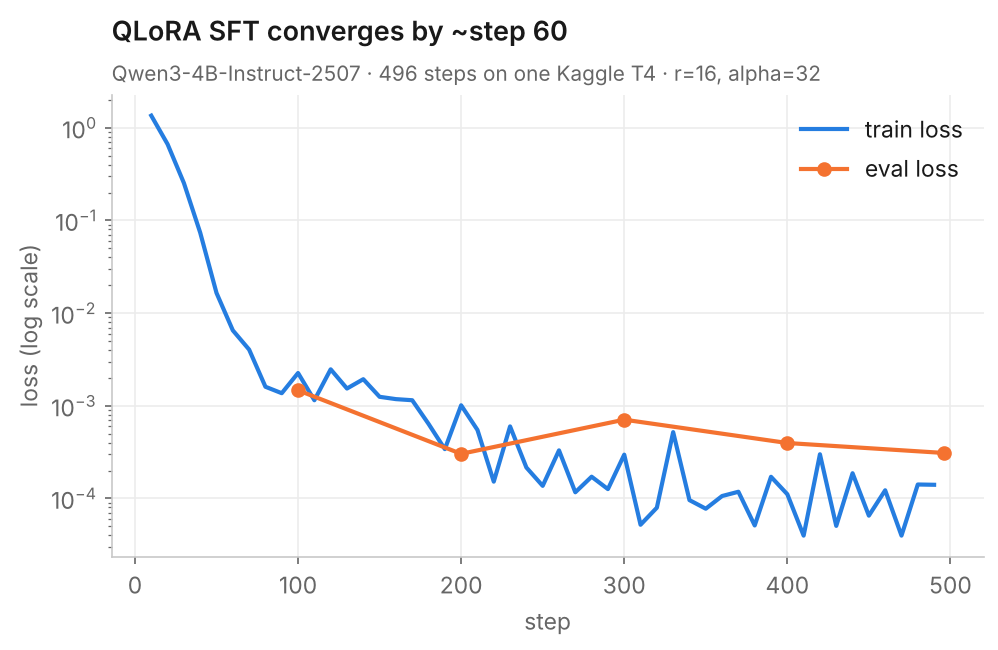 QLoRA SFT converges by ~step 60
Qwen3-4B-Instruct-2507 · 496 steps on one Kaggle T4 · r=16, alpha=32
train loss
eval loss
10⁰
10⁻¹
10⁻²
10⁻³
10⁻⁴
loss (log scale)
0 100 200 300 400 500
step